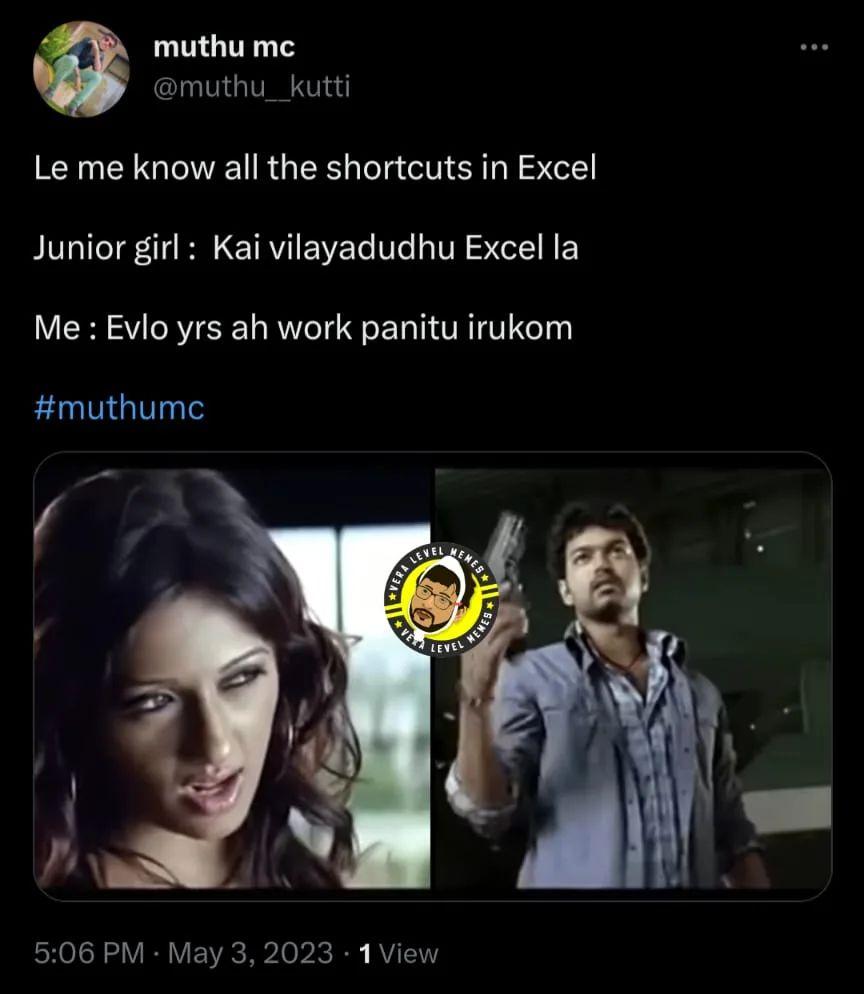 muthu mc
@muthu__kutti
Le me know all the shortcuts in Excel
Junior girl : Kai vilayadudhu Excel la
Me : Evlo yrs ah work panitu irukom
#muthumc
VERA LEVEL MEMES
VERA LEVEL MEMES
5:06 PM · May 3, 2023 · 1 View